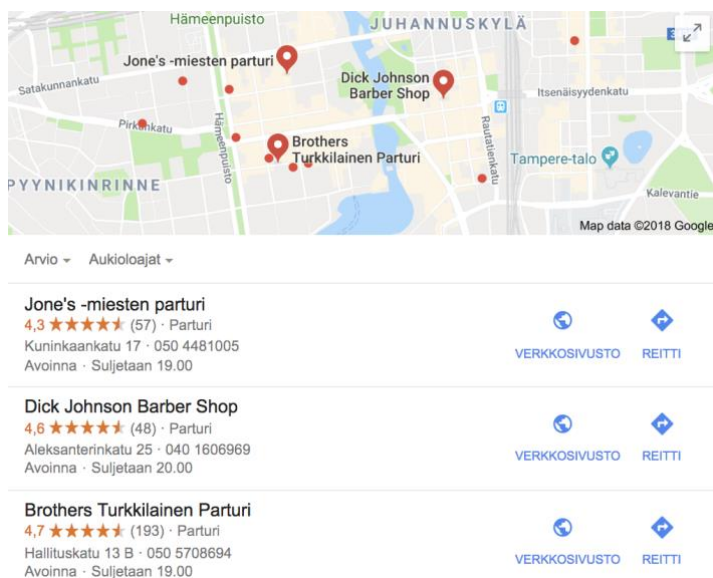 Hämeenpuisto
JUHANNUSKYLÄ
Jone's -miesten parturi
Dick Johnson
Barber Shop
Satakunnankatu
Itsenäisyydenkatu
Pirkankatu
Hämeenpuisto
Brothers
Turkkilainen Parturi
Rautatienkatu
Tampere-talo
PYYNIKINRINNE
Kalevantie
Map data ©2018 Google
Arvio Aukioloajat
Jone's -miesten parturi
4,3 (57) · Parturi
Kuninkaankatu 17 · 050 4481005
Avoinna · Suljetaan 19.00
VERKKOSIVUSTO REITTI
Dick Johnson Barber Shop
4,6 (48) · Parturi
Aleksanterinkatu 25 · 040 1606969
Avoinna · Suljetaan 20.00
VERKKOSIVUSTO REITTI
Brothers Turkkilainen Parturi
4,7 (193) · Parturi
Hallituskatu 13 B · 050 5708694
Avoinna · Suljetaan 19.00
VERKKOSIVUSTO REITTI